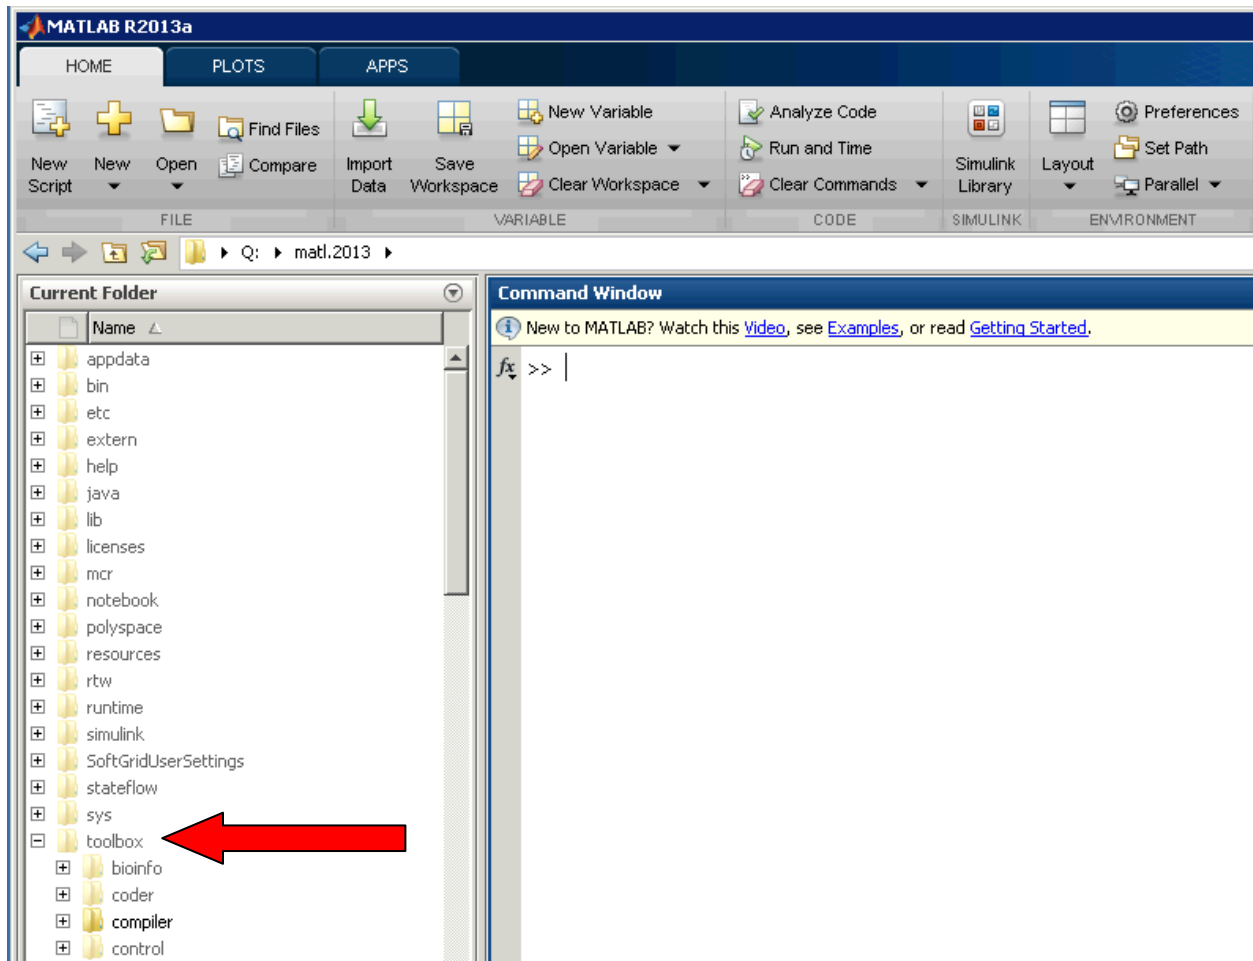 MATLAB R2013a
HOME PLOTS APPS
New Script
New
Open
Find Files
Compare
FILE
Import Data
Save Workspace
New Variable
Open Variable
Clear Workspace
VARIABLE
Analyze Code
Run and Time
Clear Commands
CODE
Simulink Library
SIMULINK
Layout
Preferences
Set Path
Parallel
ENVIRONMENT
Q: matl.2013
Current Folder
Name
appdata
bin
etc
extern
help
java
lib
licenses
mcr
notebook
polyspace
resources
rtw
runtime
simulink
SoftGridUserSettings
stateflow
sys
toolbox
bioinfo
coder
compiler
control
Command Window
New to MATLAB? Watch this Video, see Examples, or read Getting Started.
fx >>